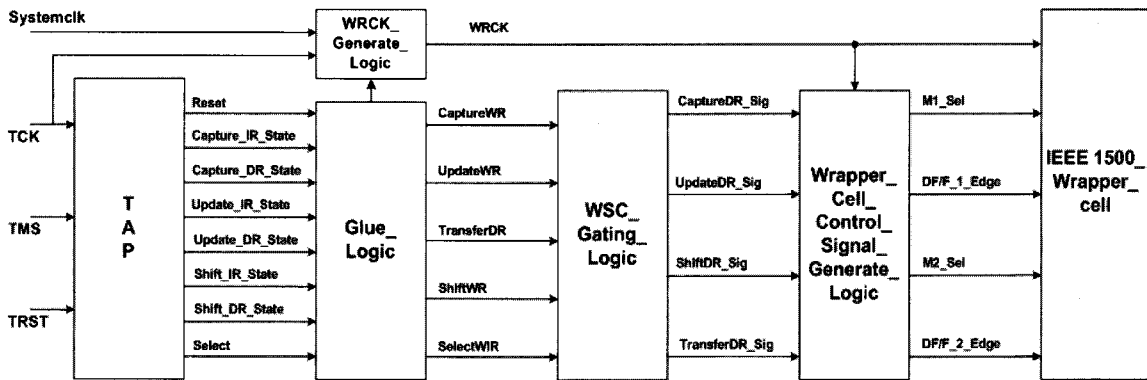 Systemclk
WRCK_
Generate_
Logic
WRCK
TCK
TMS
TRST
T
A
P
Reset
Capture_IR_State
Capture_DR_State
Update_IR_State
Update_DR_State
Shift_IR_State
Shift_DR_State
Select
Glue_
Logic
CaptureWR
UpdateWR
TransferDR
ShiftWR
SelectWIR
WSC_
Gating_
Logic
CaptureDR_Sig
UpdateDR_Sig
ShiftDR_Sig
TransferDR_Sig
Wrapper_
Cell_
Control_
Signal_
Generate_
Logic
M1_Sel
DF/F_1_Edge
M2_Sel
DF/F_2_Edge
IEEE 1500_
Wrapper_
cell